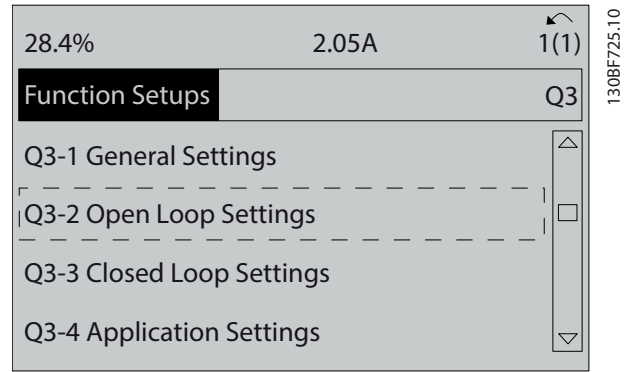 28.4% 2.05A 1(1)
Function Setups Q3
Q3-1 General Settings
Q3-2 Open Loop Settings
Q3-3 Closed Loop Settings
Q3-4 Application Settings
130BF725.10